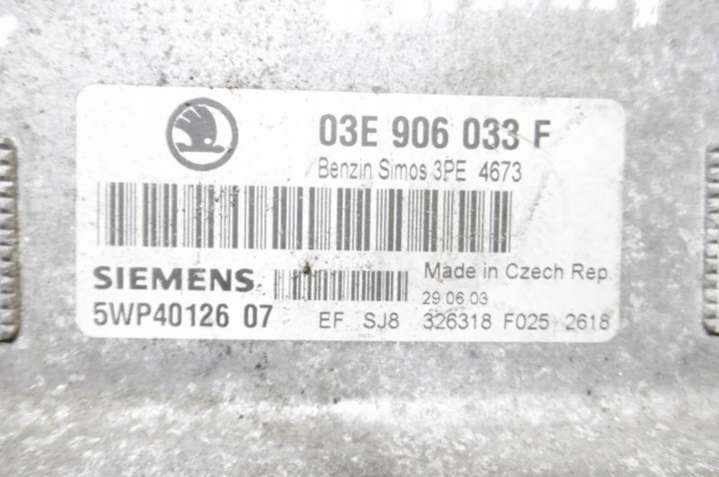 03E 906 033 F
Benzin Simos 3PE 4673
SIEMENS
Made in Czech Rep.
29.06.03
5WP40126 07
EF SJ8 326318 F025 2618